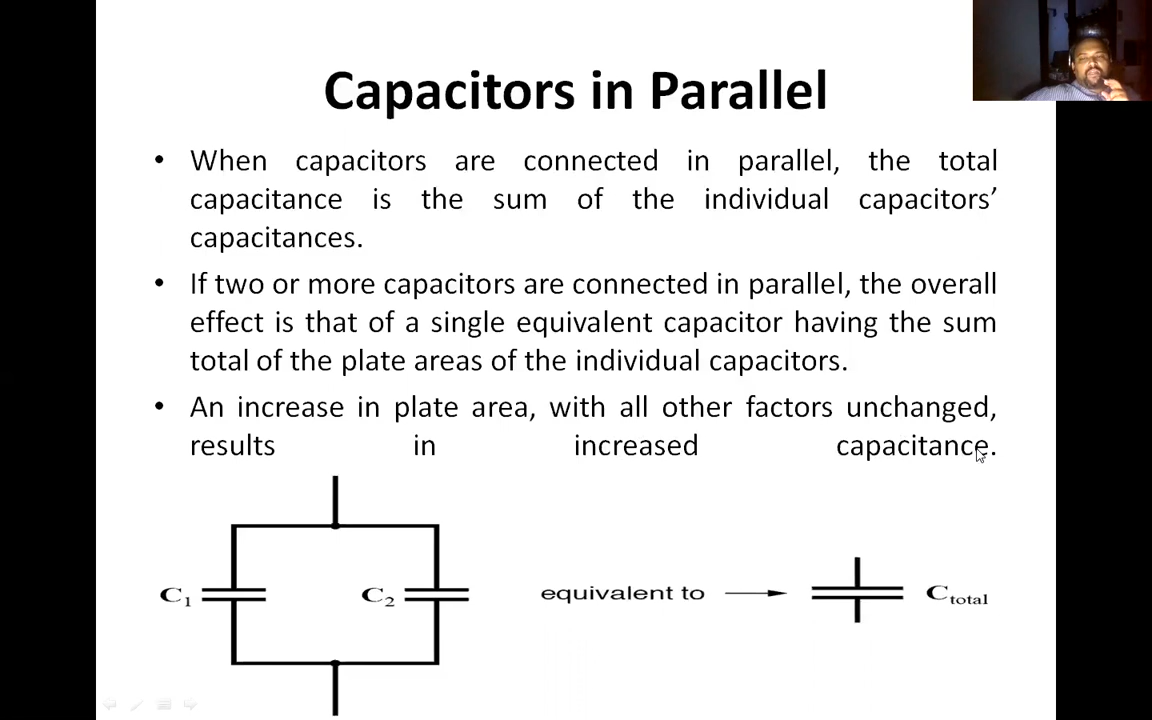 Capacitors in Parallel
• When capacitors are connected in parallel, the total
capacitance is the sum of the individual capacitors’
capacitances.
• If two or more capacitors are connected in parallel, the overall
effect is that of a single equivalent capacitor having the sum
total of the plate areas of the individual capacitors.
• An increase in plate area, with all other factors unchanged,
results in increased capacitance.
C₁ C₂ equivalent to Ctotal